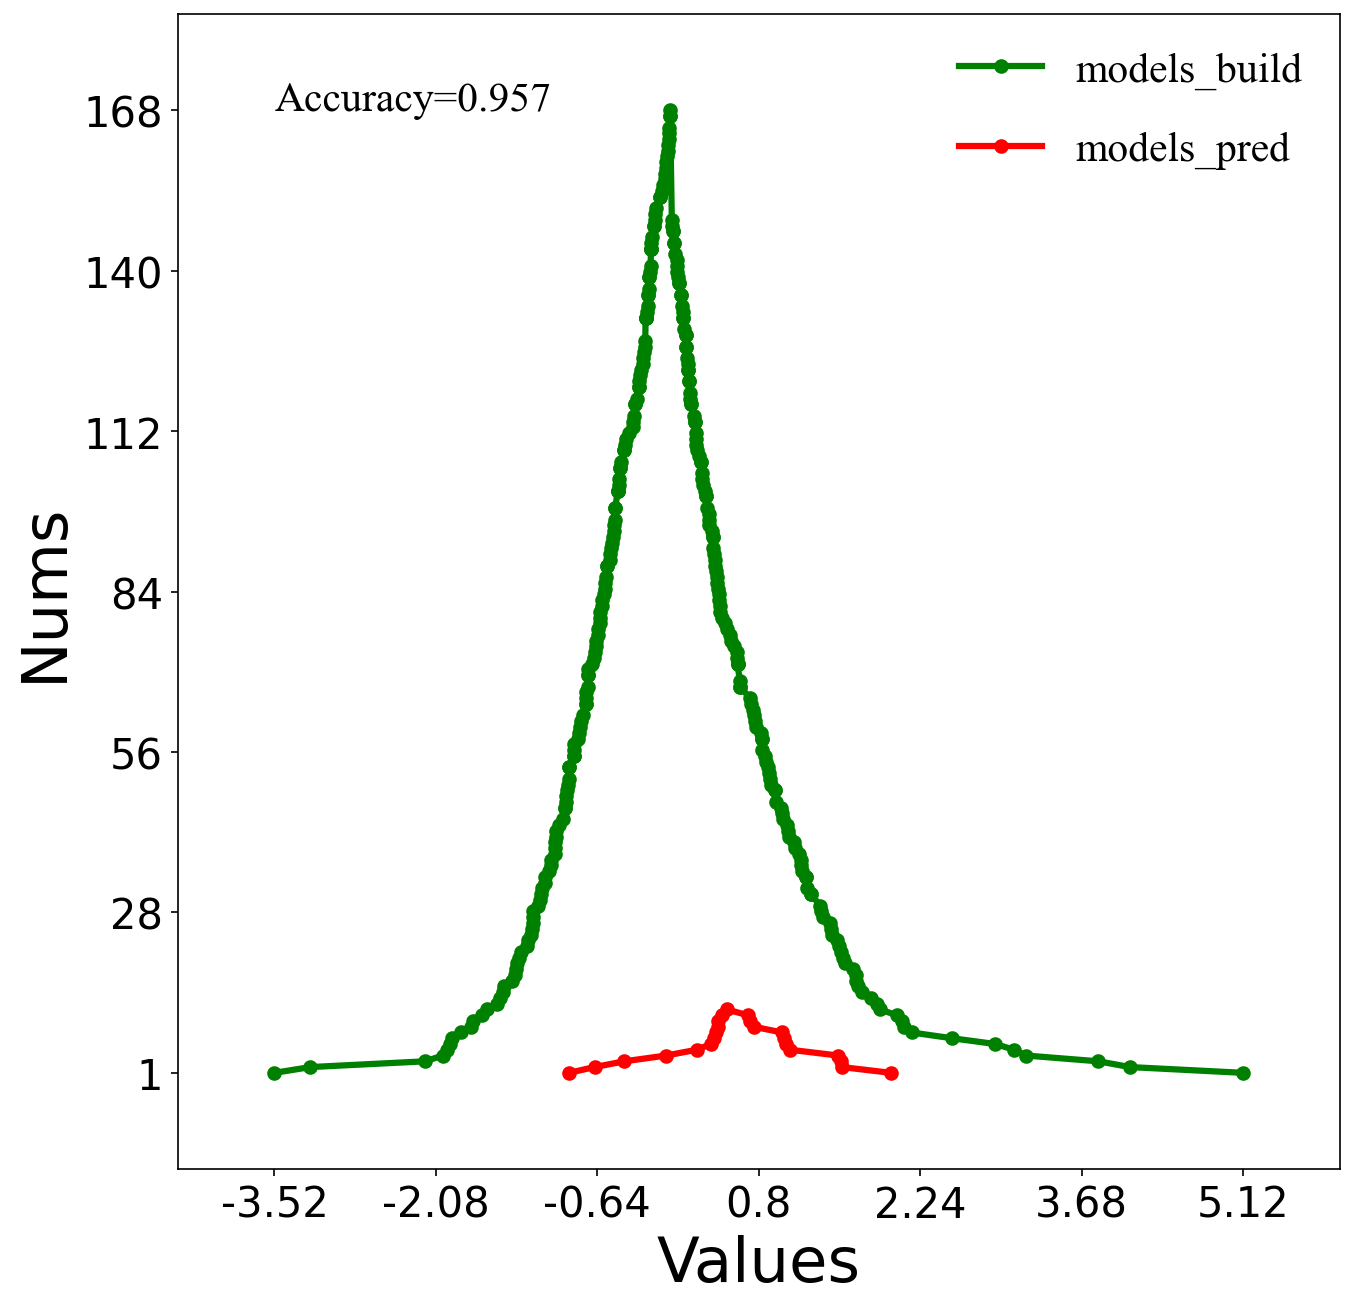 Accuracy=0.957
models_build
models_pred
168
140
112
84
56
28
1
Nums
-3.52 -2.08 -0.64 0.8 2.24 3.68 5.12
Values